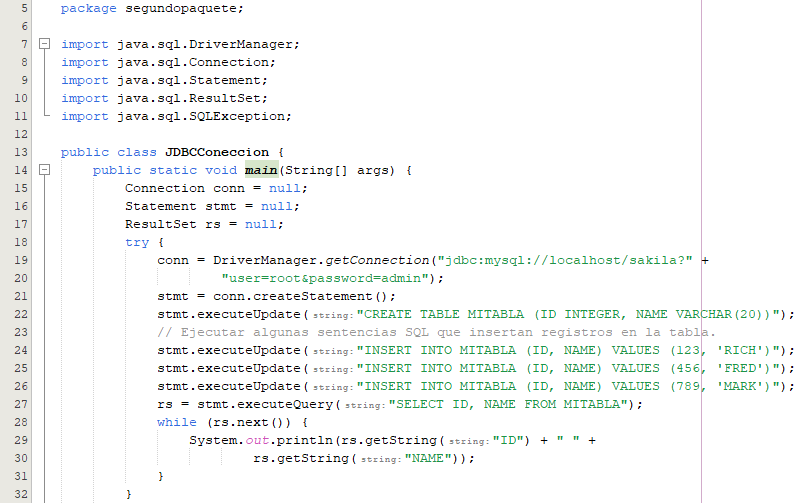 5 package segundopaquete;
6
7 import java.sql.DriverManager;
8 import java.sql.Connection;
9 import java.sql.Statement;
10 import java.sql.ResultSet;
11 import java.sql.SQLException;
12
13 public class JDBCConeccion {
14 public static void main(String[] args) {
15 Connection conn = null;
16 Statement stmt = null;
17 ResultSet rs = null;
18 try {
19 conn = DriverManager.getConnection("jdbc:mysql://localhost/sakila?" +
20 "user=root&password=admin");
21 stmt = conn.createStatement();
22 stmt.executeUpdate(string:"CREATE TABLE MITABLA (ID INTEGER, NAME VARCHAR(20))");
23 // Ejecutar algunas sentencias SQL que insertan registros en la tabla.
24 stmt.executeUpdate(string:"INSERT INTO MITABLA (ID, NAME) VALUES (123, 'RICH')");
25 stmt.executeUpdate(string:"INSERT INTO MITABLA (ID, NAME) VALUES (456, 'FRED')");
26 stmt.executeUpdate(string:"INSERT INTO MITABLA (ID, NAME) VALUES (789, 'MARK')");
27 rs = stmt.executeQuery(string:"SELECT ID, NAME FROM MITABLA");
28 while (rs.next()) {
29 System.out.println(rs.getString(string:"ID") + " " +
30 rs.getString(string:"NAME"));
31 }
32 }